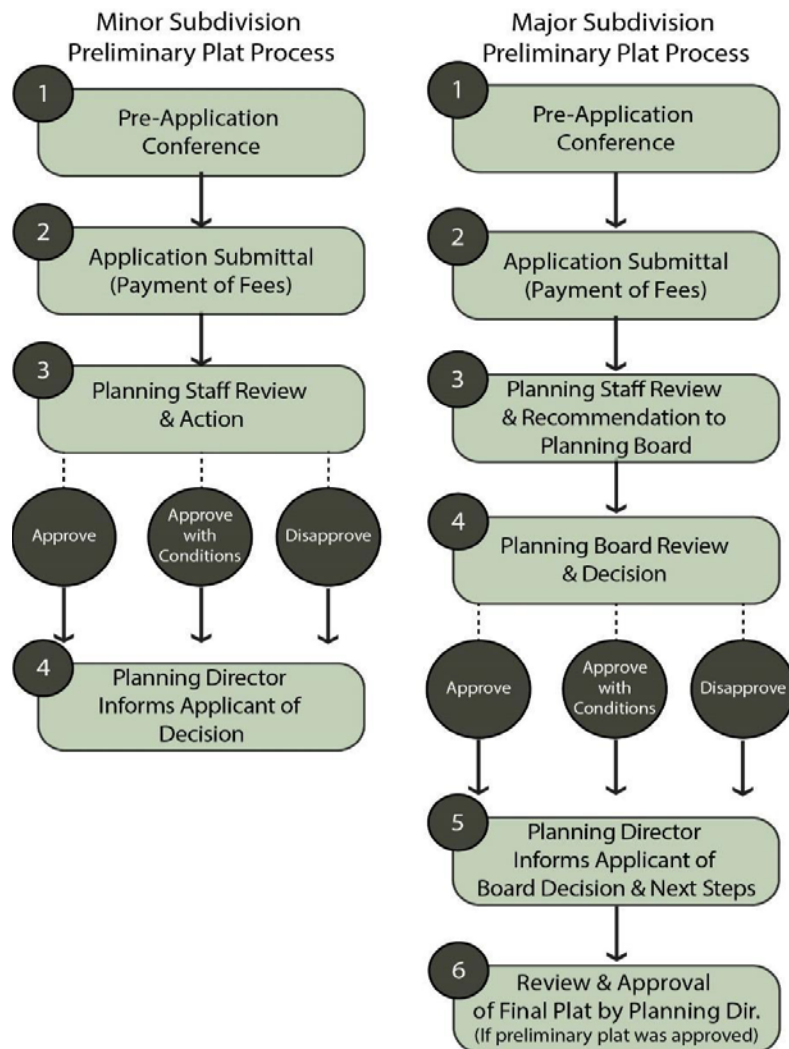 Minor Subdivision
Preliminary Plat Process
1
Pre-Application
Conference
2
Application Submittal
(Payment of Fees)
3
Planning Staff Review
& Action
Approve
Approve
with
Conditions
Disapprove
4
Planning Director
Informs Applicant of
Decision
Major Subdivision
Preliminary Plat Process
1
Pre-Application
Conference
2
Application Submittal
(Payment of Fees)
3
Planning Staff Review
& Recommendation to
Planning Board
4
Planning Board Review
& Decision
Approve
Approve
with
Conditions
Disapprove
5
Planning Director
Informs Applicant of
Board Decision & Next Steps
6
Review & Approval
of Final Plat by Planning Dir.
(If preliminary plat was approved)